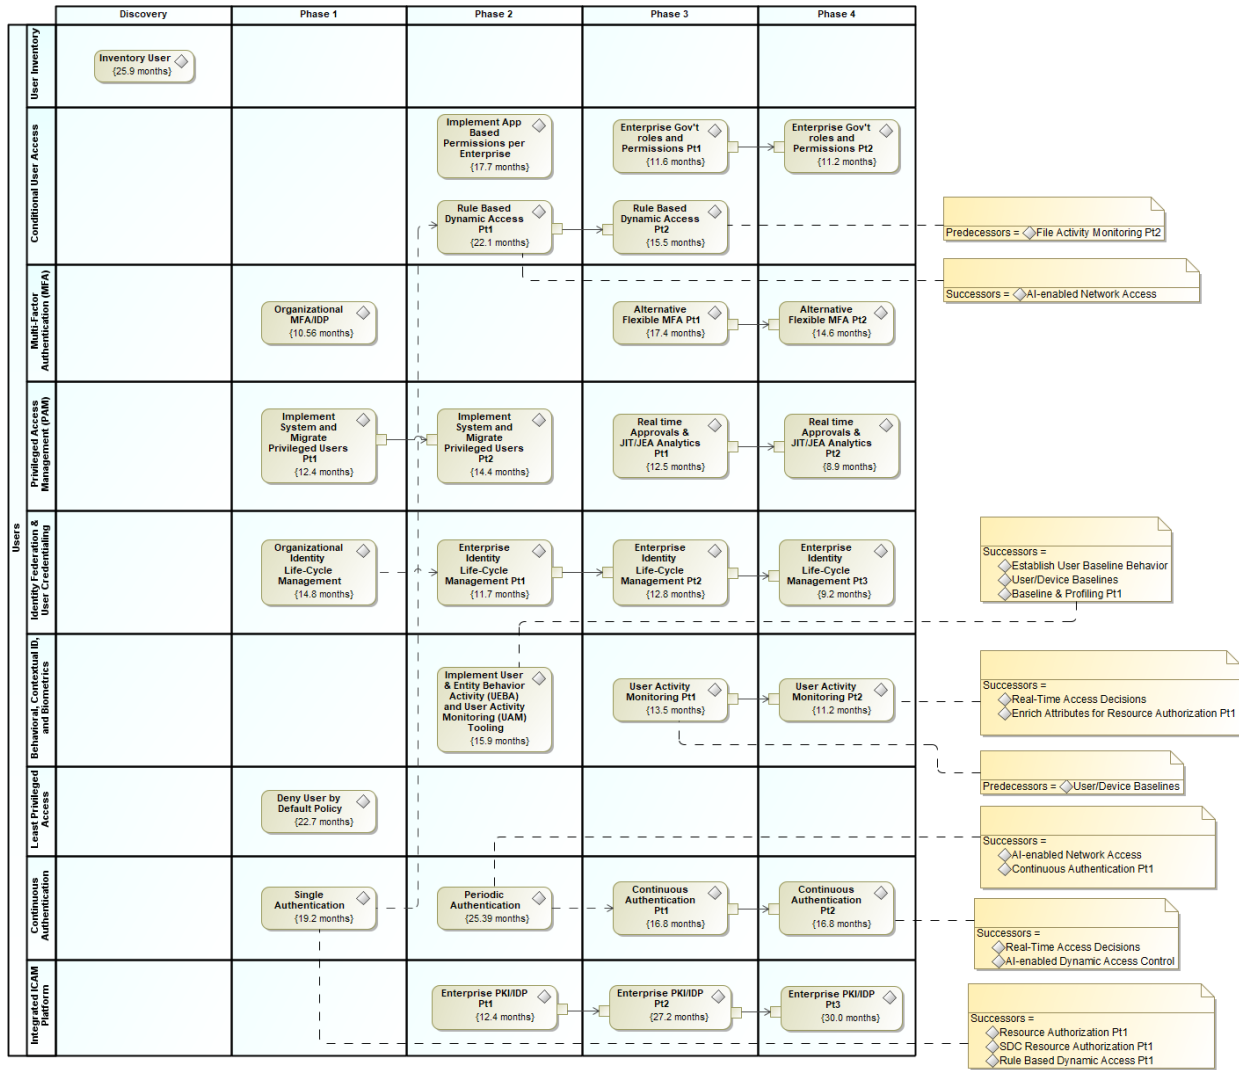 Discovery
Phase 1
Phase 2
Phase 3
Phase 4
Users
User Inventory
Inventory User
{25.9 months}
Conditional User Access
Implement App
Based
Permissions per
Enterprise
{17.7 months}
Enterprise Gov't
roles and
Permissions Pt1
{11.6 months}
Enterprise Gov't
roles and
Permissions Pt2
{11.2 months}
Rule Based
Dynamic Access
Pt1
{22.1 months}
Rule Based
Dynamic Access
Pt2
{15.5 months}
Predecessors = File Activity Monitoring Pt2
Successors = AI-enabled Network Access
Multi-Factor
Authentication (MFA)
Organizational
MFA/IDP
{10.56 months}
Alternative
Flexible MFA Pt1
{17.4 months}
Alternative
Flexible MFA Pt2
{14.6 months}
Privileged Access
Management (PAM)
Implement
System and
Migrate
Privileged Users
Pt1
{12.4 months}
Implement
System and
Migrate
Privileged Users
Pt2
{14.4 months}
Real time
Approvals &
JIT/JEA Analytics
Pt1
{12.5 months}
Real time
Approvals &
JIT/JEA Analytics
Pt2
{8.9 months}
Identity Federation &
User Credentialing
Organizational
Identity
Life-Cycle
Management
{14.8 months}
Enterprise
Identity
Life-Cycle
Management Pt1
{11.7 months}
Enterprise
Identity
Life-Cycle
Management Pt2
{12.8 months}
Enterprise
Identity
Life-Cycle
Management Pt3
{9.2 months}
Successors =
Establish User Baseline Behavior
User/Device Baselines
Baseline & Profiling Pt1
Behavioral, Contextual ID,
and Biometrics
Implement User
& Entity Behavior
Activity (UEBA)
and User Activity
Monitoring (UAM)
Tooling
{15.9 months}
User Activity
Monitoring Pt1
{13.5 months}
User Activity
Monitoring Pt2
{11.2 months}
Successors =
Real-Time Access Decisions
Enrich Attributes for Resource Authorization Pt1
Predecessors = User/Device Baselines
Least Privileged
Access
Deny User by
Default Policy
{22.7 months}
Successors =
AI-enabled Network Access
Continuous Authentication Pt1
Continuous
Authentication
Single
Authentication
{19.2 months}
Periodic
Authentication
{25.39 months}
Continuous
Authentication
Pt1
{16.8 months}
Continuous
Authentication
Pt2
{16.8 months}
Successors =
Real-Time Access Decisions
AI-enabled Dynamic Access Control
Integrated ICAM
Platform
Enterprise PKI/IDP
Pt1
{12.4 months}
Enterprise PKI/IDP
Pt2
{27.2 months}
Enterprise PKI/IDP
Pt3
{30.0 months}
Successors =
Resource Authorization Pt1
SDC Resource Authorization Pt1
Rule Based Dynamic Access Pt1